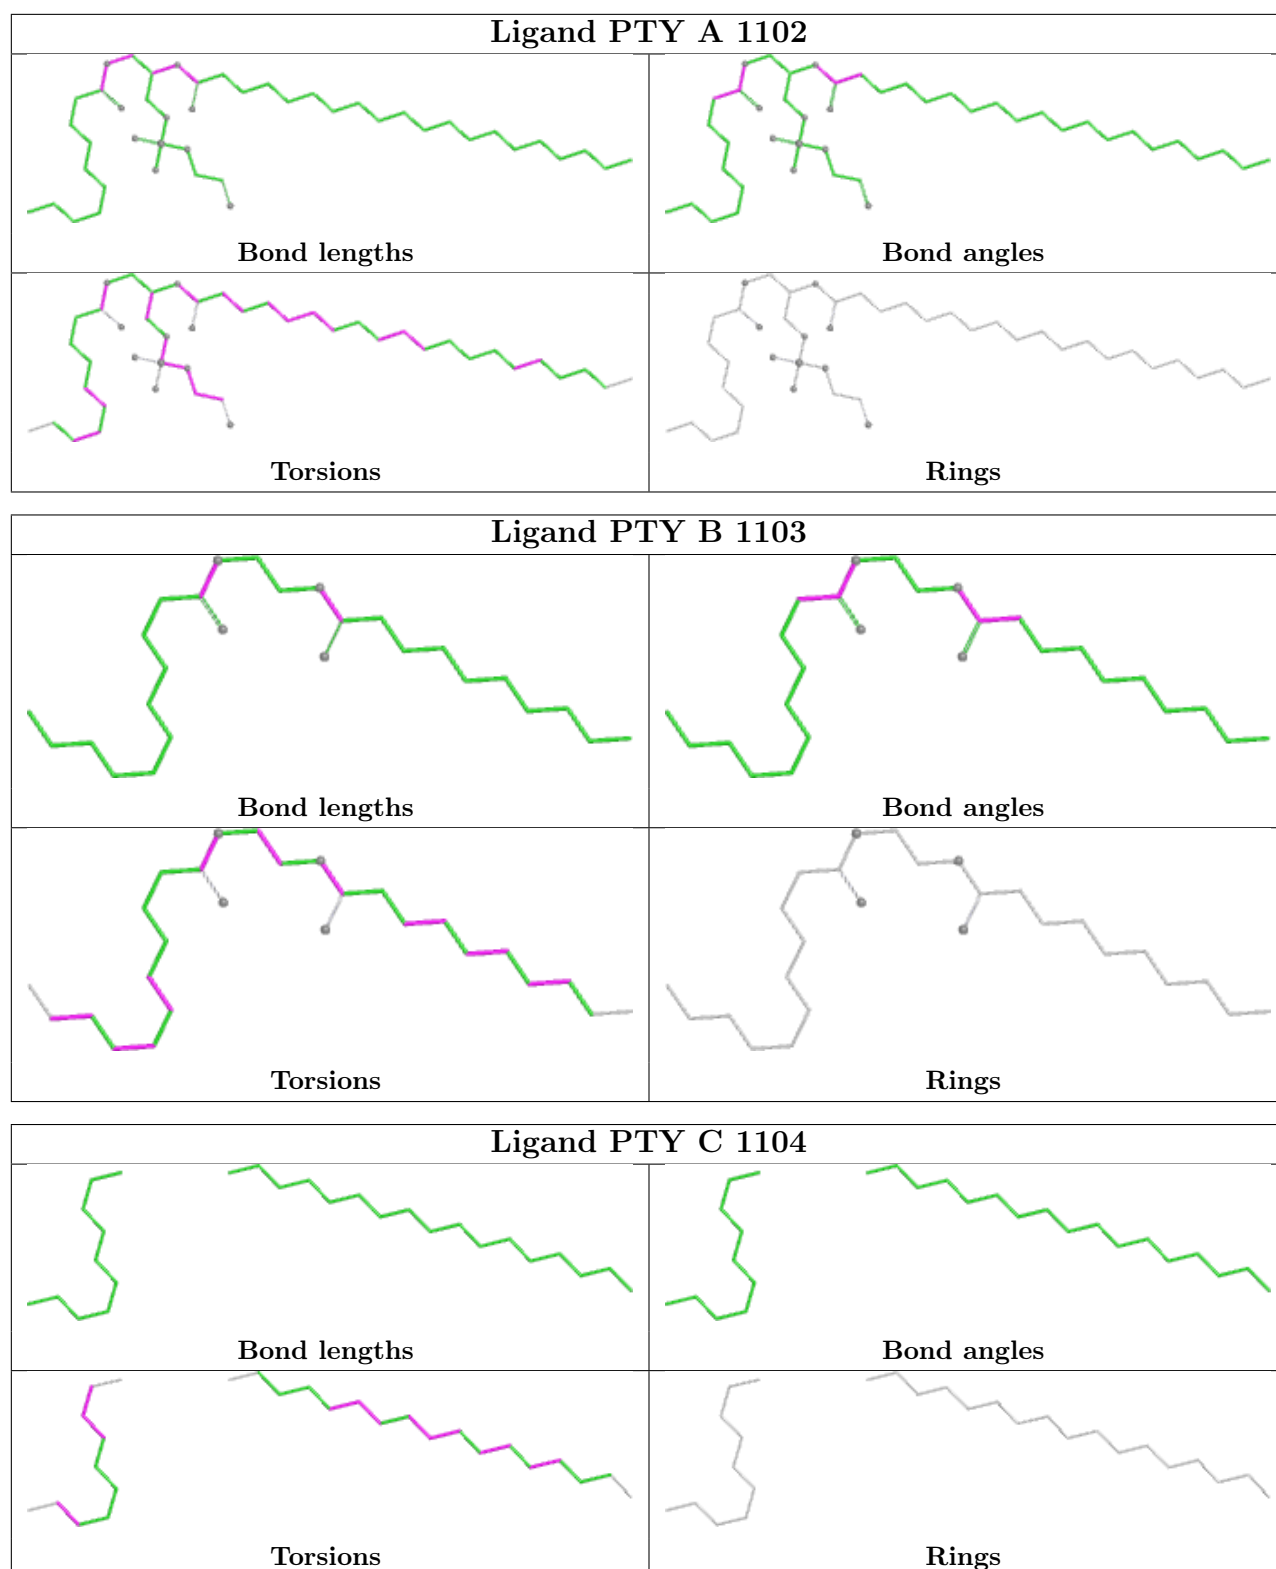 Ligand PTY A 1102
Bond lengths
Bond angles
Torsions
Rings
Ligand PTY B 1103
Bond lengths
Bond angles
Torsions
Rings
Ligand PTY C 1104
Bond lengths
Bond angles
Torsions
Rings